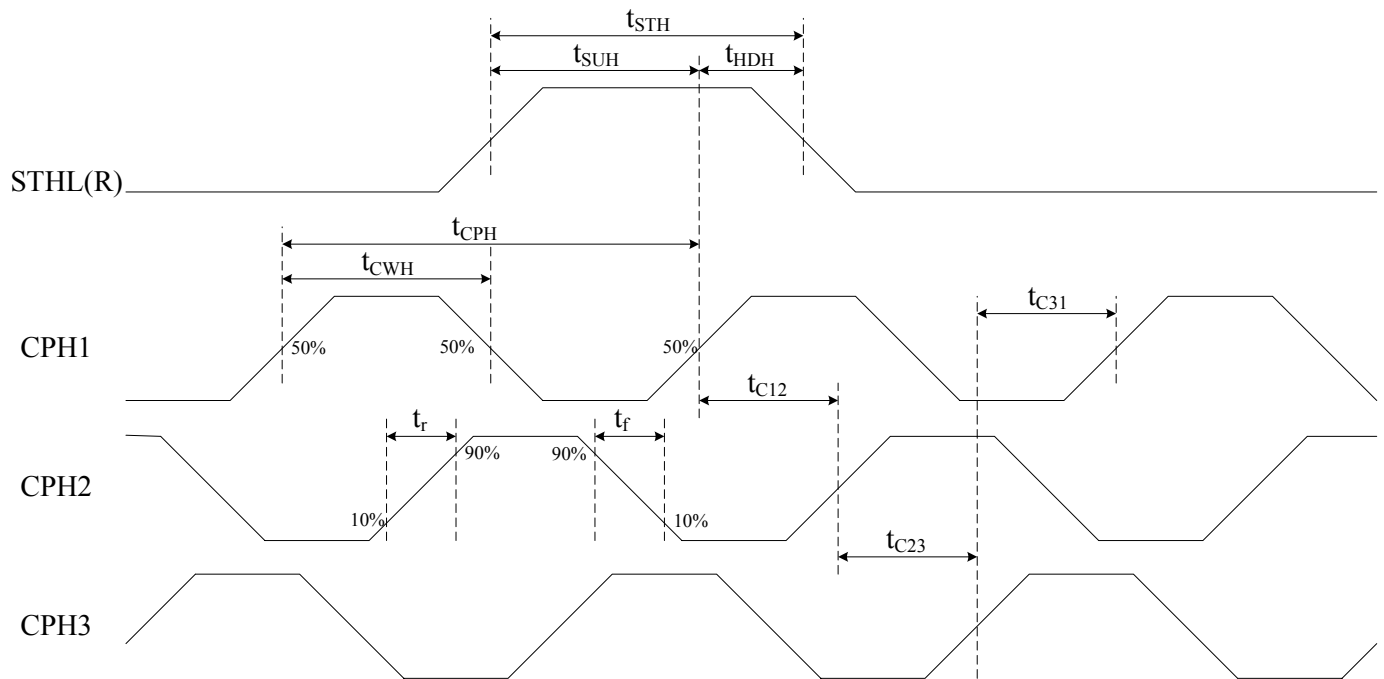 tSTH
tSUH tHDH
STHL(R)
tCPH
tCWH
tC31
CPH1 50% 50% 50%
tC12
tr tf
90% 90%
CPH2
10% 10%
tC23
CPH3